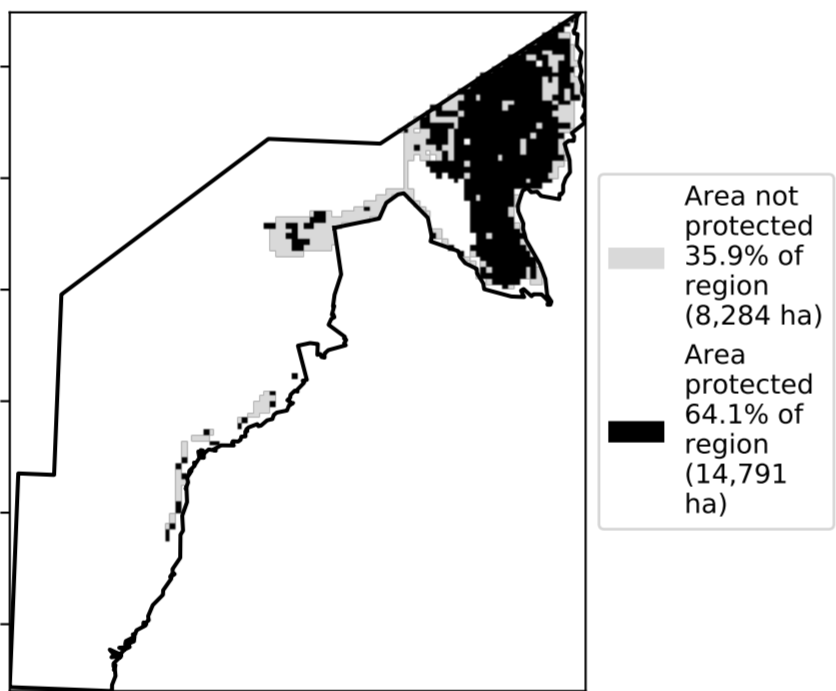 Area not
protected
35.9% of
region
(8,284 ha)
Area
protected
64.1% of
region
(14,791
ha)